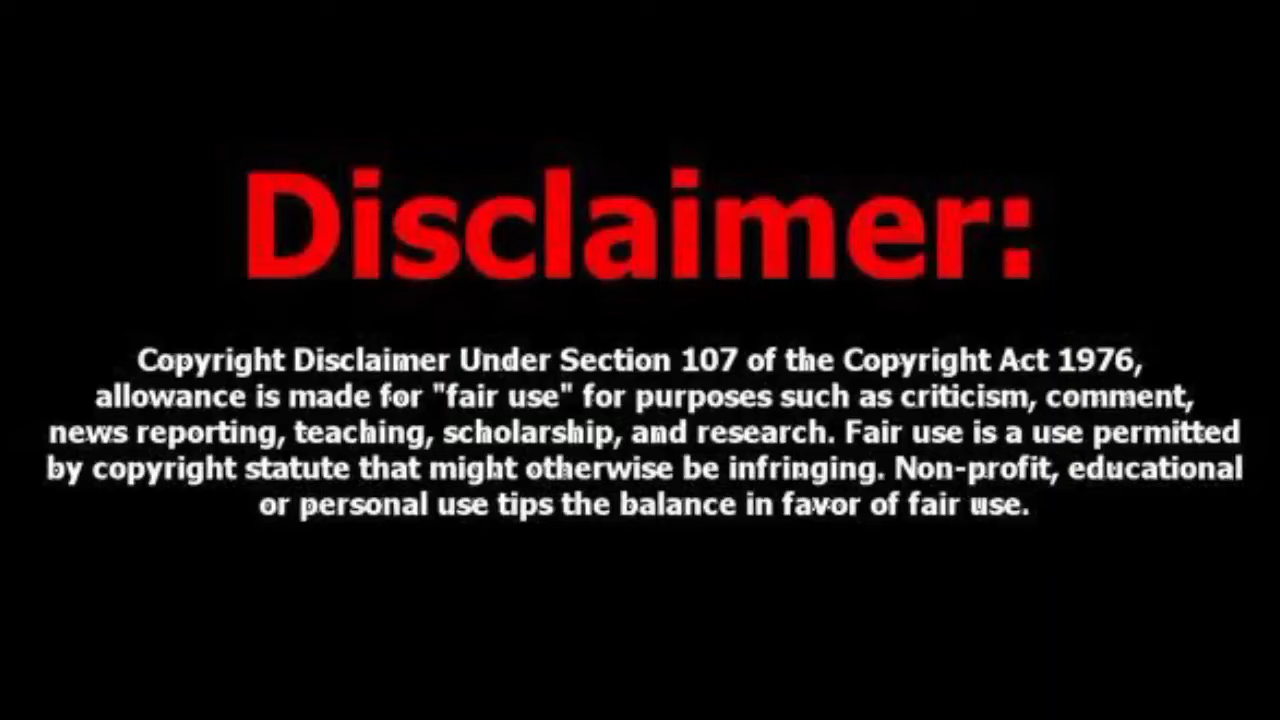 Disclaimer:
Copyright Disclaimer Under Section 107 of the Copyright Act 1976,
allowance is made for "fair use" for purposes such as criticism, comment,
news reporting, teaching, scholarship, and research. Fair use is a use permitted
by copyright statute that might otherwise be infringing. Non-profit, educational
or personal use tips the balance in favor of fair use.